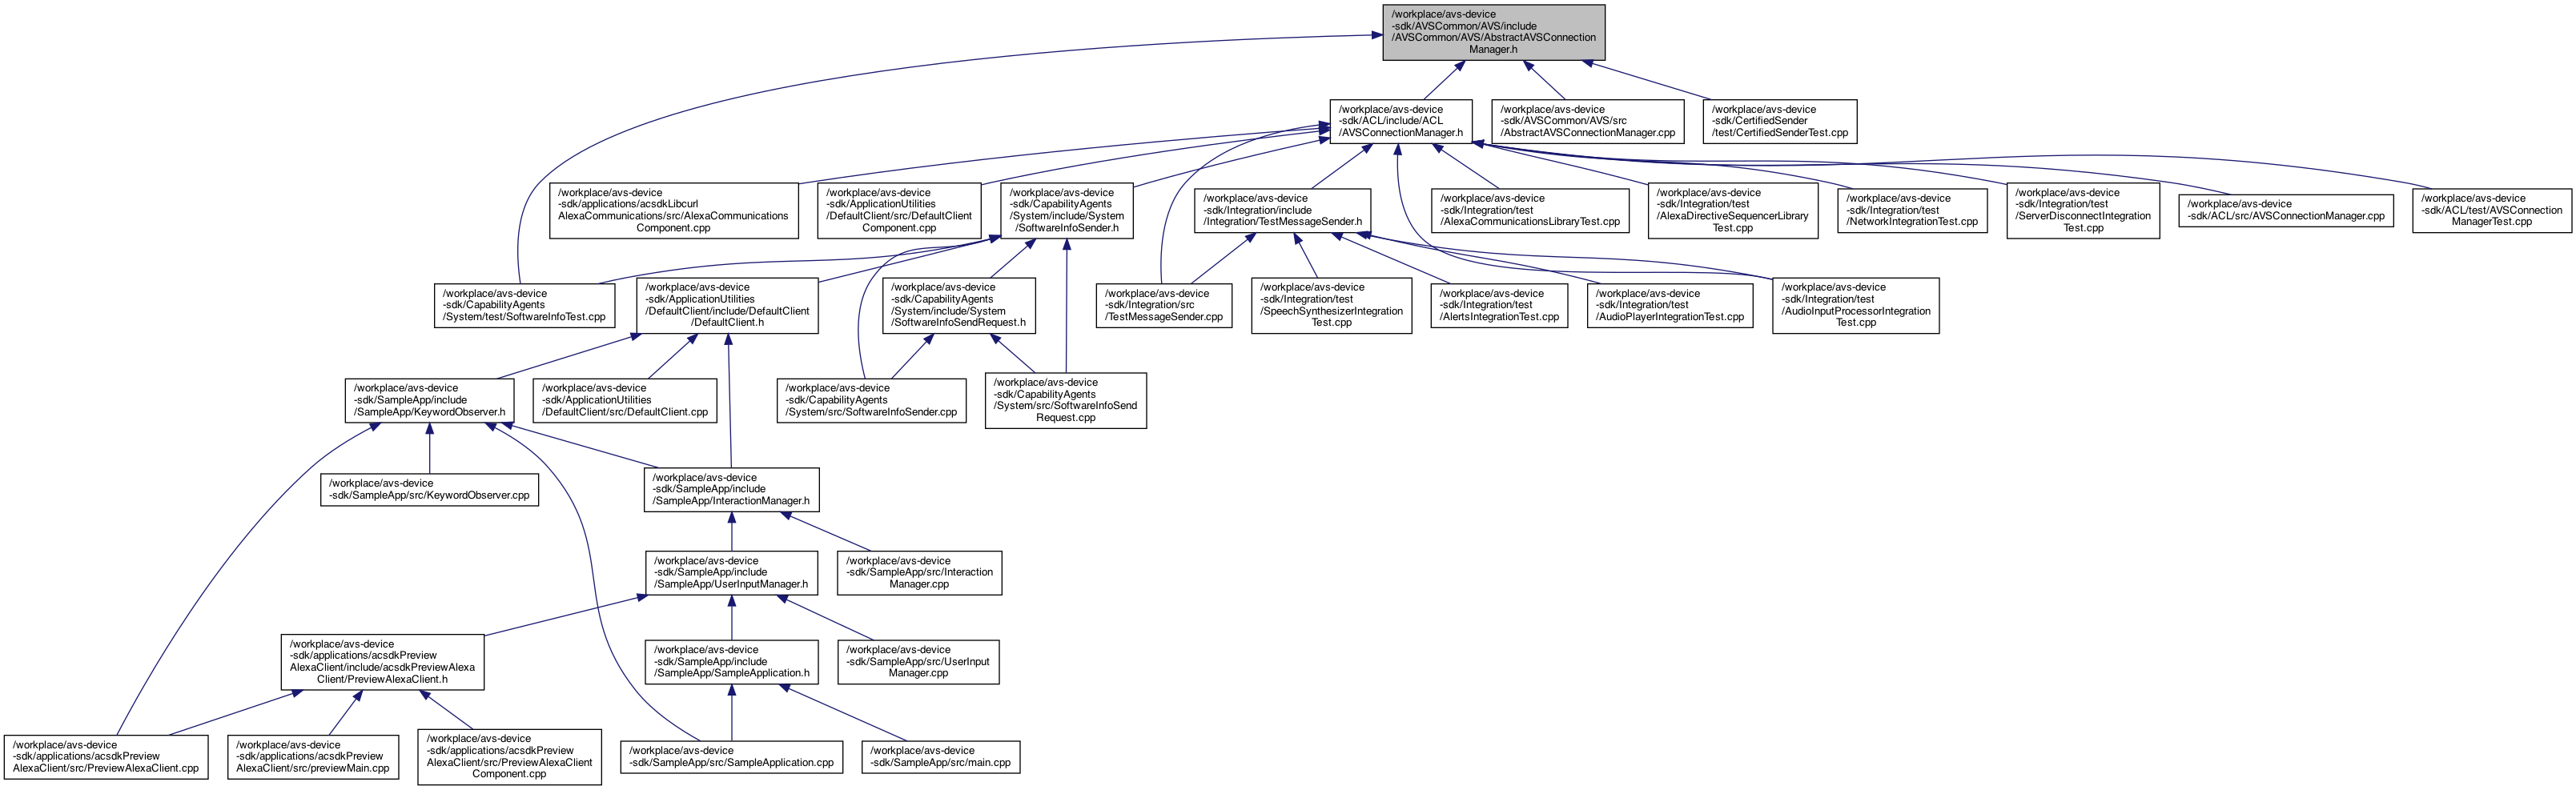 /workplace/avs-device
-sdk/AVSCommon/AVS/include
/AVSCommon/AVS/AbstractAVSConnection
Manager.h
/workplace/avs-device
-sdk/ACL/include/ACL
/AVSConnectionManager.h
/workplace/avs-device
-sdk/AVSCommon/AVS/src
/AbstractAVSConnectionManager.cpp
/workplace/avs-device
-sdk/CertifiedSender
/test/CertifiedSenderTest.cpp
/workplace/avs-device
-sdk/applications/acsdkLibcurl
AlexaCommunications/src/AlexaCommunications
Component.cpp
/workplace/avs-device
-sdk/ApplicationUtilities
/DefaultClient/src/DefaultClient
Component.cpp
/workplace/avs-device
-sdk/CapabilityAgents
/System/include/System
/SoftwareInfoSender.h
/workplace/avs-device
-sdk/Integration/include
/Integration/TestMessageSender.h
/workplace/avs-device
-sdk/Integration/test
/AlexaCommunicationsLibraryTest.cpp
/workplace/avs-device
-sdk/Integration/test
/AlexaDirectiveSequencerLibrary
Test.cpp
/workplace/avs-device
-sdk/Integration/test
/NetworkIntegrationTest.cpp
/workplace/avs-device
-sdk/Integration/test
/ServerDisconnectIntegration
Test.cpp
/workplace/avs-device
-sdk/ACL/src/AVSConnectionManager.cpp
/workplace/avs-device
-sdk/ACL/test/AVSConnection
ManagerTest.cpp
/workplace/avs-device
-sdk/CapabilityAgents
/System/test/SoftwareInfoTest.cpp
/workplace/avs-device
-sdk/ApplicationUtilities
/DefaultClient/include/DefaultClient
/DefaultClient.h
/workplace/avs-device
-sdk/CapabilityAgents
/System/include/System
/SoftwareInfoSendRequest.h
/workplace/avs-device
-sdk/Integration/src
/TestMessageSender.cpp
/workplace/avs-device
-sdk/Integration/test
/SpeechSynthesizerIntegration
Test.cpp
/workplace/avs-device
-sdk/Integration/test
/AlertsIntegrationTest.cpp
/workplace/avs-device
-sdk/Integration/test
/AudioPlayerIntegrationTest.cpp
/workplace/avs-device
-sdk/Integration/test
/AudioInputProcessorIntegration
Test.cpp
/workplace/avs-device
-sdk/SampleApp/include
/SampleApp/KeywordObserver.h
/workplace/avs-device
-sdk/ApplicationUtilities
/DefaultClient/src/DefaultClient.cpp
/workplace/avs-device
-sdk/CapabilityAgents
/System/src/SoftwareInfoSender.cpp
/workplace/avs-device
-sdk/CapabilityAgents
/System/src/SoftwareInfoSend
Request.cpp
/workplace/avs-device
-sdk/SampleApp/src/KeywordObserver.cpp
/workplace/avs-device
-sdk/SampleApp/include
/SampleApp/InteractionManager.h
/workplace/avs-device
-sdk/SampleApp/include
/SampleApp/UserInputManager.h
/workplace/avs-device
-sdk/SampleApp/src/Interaction
Manager.cpp
/workplace/avs-device
-sdk/applications/acsdkPreview
AlexaClient/include/acsdkPreviewAlexa
Client/PreviewAlexaClient.h
/workplace/avs-device
-sdk/SampleApp/include
/SampleApp/SampleApplication.h
/workplace/avs-device
-sdk/SampleApp/src/UserInput
Manager.cpp
/workplace/avs-device
-sdk/applications/acsdkPreview
AlexaClient/src/PreviewAlexaClient.cpp
/workplace/avs-device
-sdk/applications/acsdkPreview
AlexaClient/src/previewMain.cpp
/workplace/avs-device
-sdk/applications/acsdkPreview
AlexaClient/src/PreviewAlexaClient
Component.cpp
/workplace/avs-device
-sdk/SampleApp/src/SampleApplication.cpp
/workplace/avs-device
-sdk/SampleApp/src/main.cpp